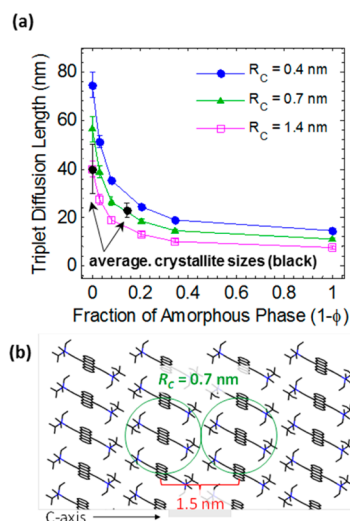 (a)
Triplet Diffusion Length (nm)
80
60
40
20
0
R_C = 0.4 nm
R_C = 0.7 nm
R_C = 1.4 nm
average. crystallite sizes (black)
0 0.2 0.4 0.6 0.8 1
Fraction of Amorphous Phase (1-ϕ)
(b)
R_C = 0.7 nm
1.5 nm
C-axis